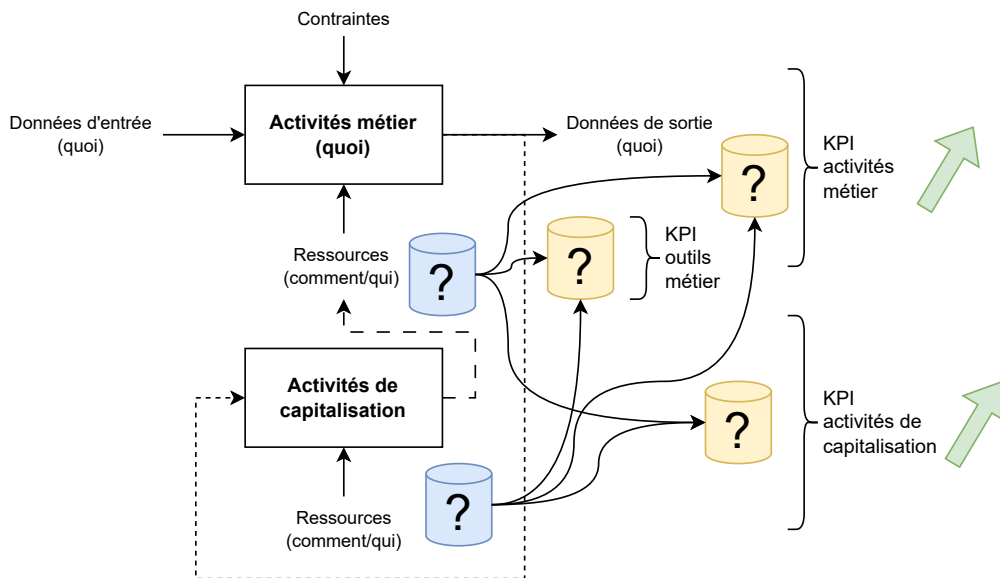 Contraintes
Données d'entrée
(quoi)
Activités métier
(quoi)
Données de sortie
(quoi)
?
KPI
activités
métier
Ressources
(comment/qui)
?
?
KPI
outils
métier
Activités de
capitalisation
?
KPI
activités de
capitalisation
Ressources
(comment/qui)
?